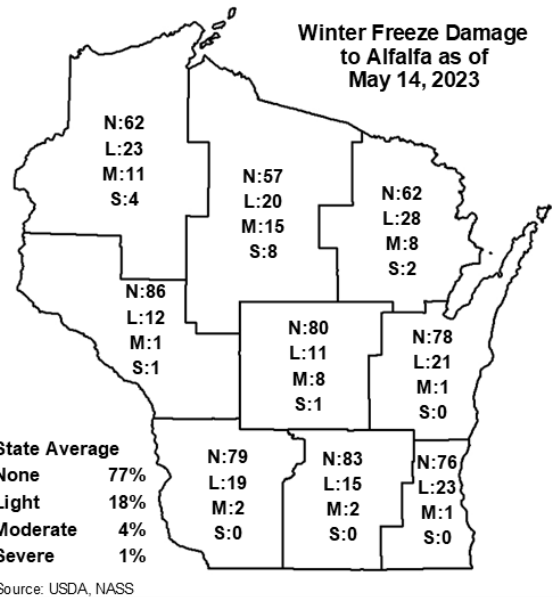 Winter Freeze Damage
to Alfalfa as of
May 14, 2023
N:62
L:23
M:11
S:4
N:57
L:20
M:15
S:8
N:62
L:28
M:8
S:2
N:86
L:12
M:1
S:1
N:80
L:11
M:8
S:1
N:78
L:21
M:1
S:0
N:79
L:19
M:2
S:0
N:83
L:15
M:2
S:0
N:76
L:23
M:1
S:0
State Average
None 77%
Light 18%
Moderate 4%
Severe 1%
Source: USDA, NASS